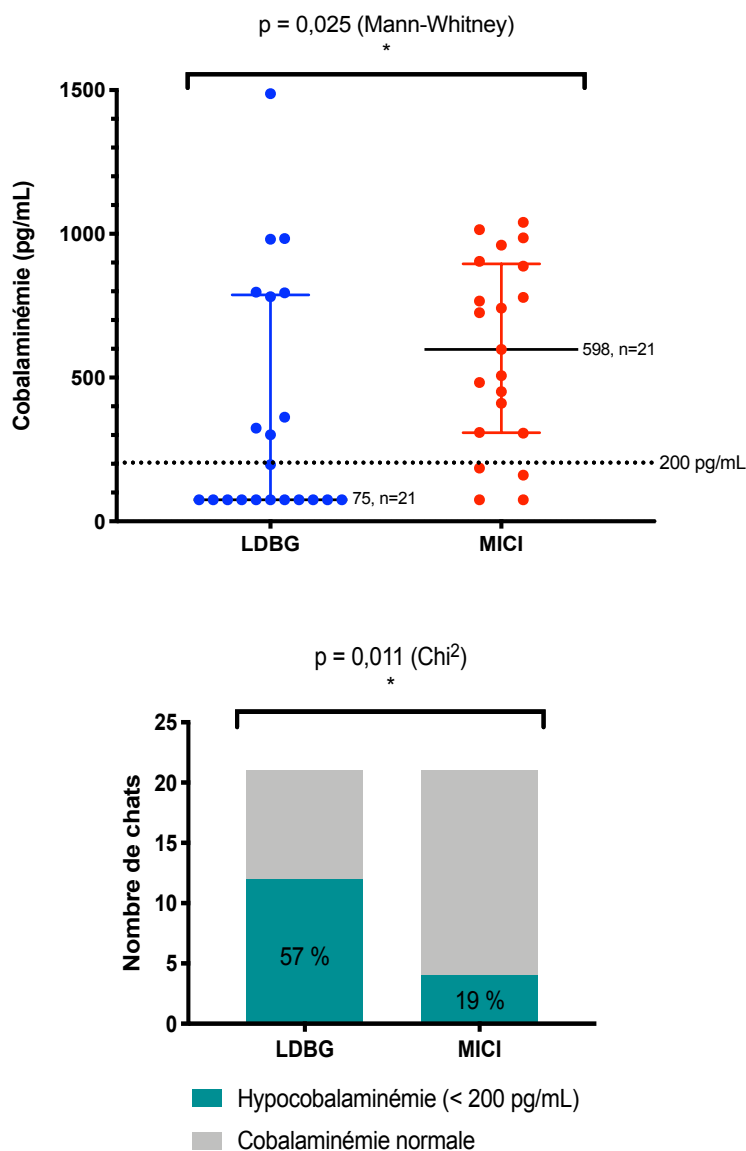 p = 0,025 (Mann-Whitney)
*
Cobalaminémie (pg/mL)
1500
1000
500
0
598, n=21
200 pg/mL
75, n=21
LDBG
MICI
p = 0,011 (Chi²)
*
Nombre de chats
25
20
15
10
5
0
57 %
19 %
LDBG
MICI
Hypocobalaminémie (< 200 pg/mL)
Cobalaminémie normale